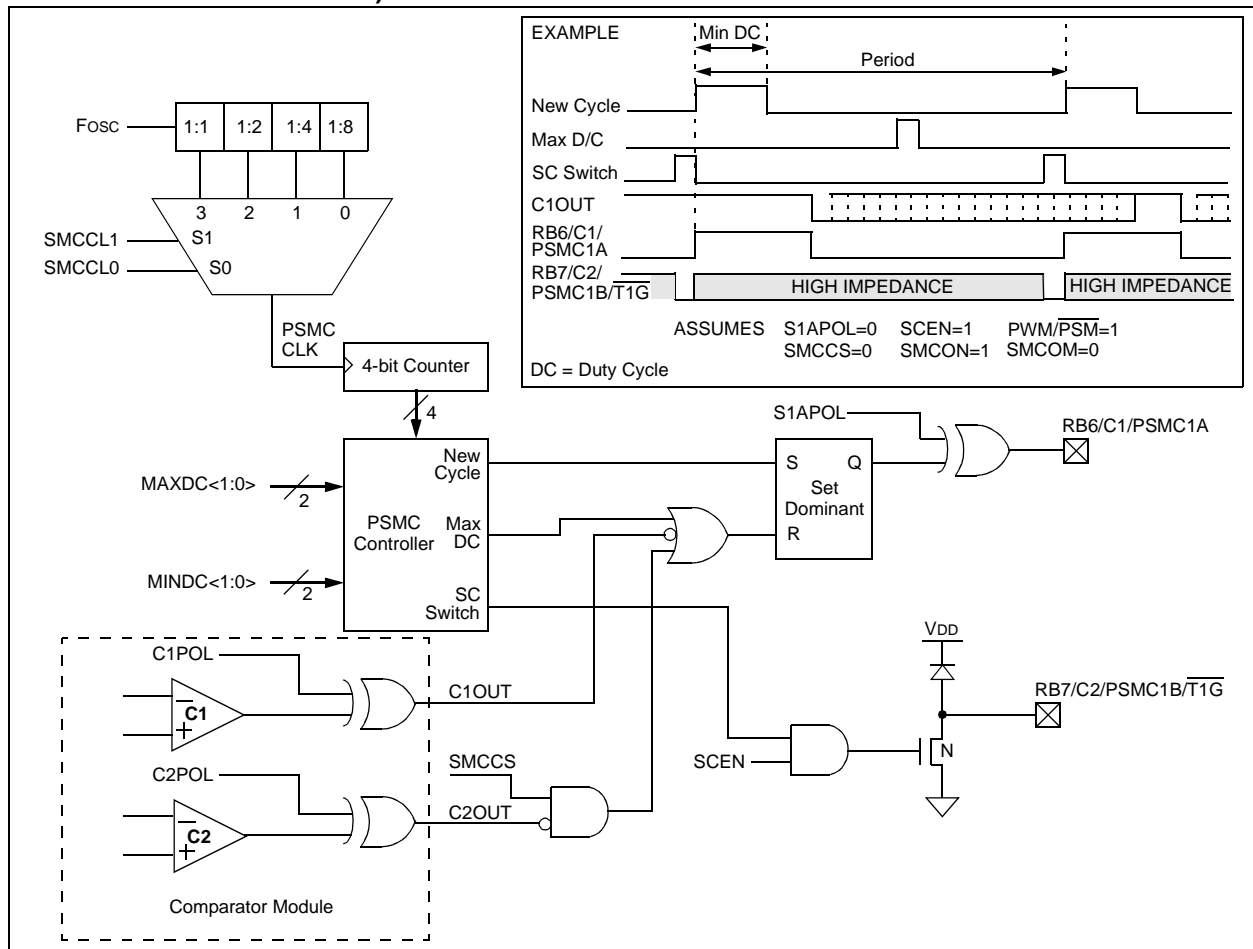 EXAMPLE
Min DC
Period
New Cycle
Max D/C
SC Switch
C1OUT
RB6/C1/
PSMC1A
RB7/C2/
PSMC1B/T1G
HIGH IMPEDANCE
HIGH IMPEDANCE
ASSUMES S1APOL=0 SCEN=1 PWM/PSM=1
SMCCS=0 SMCON=1 SMCOM=0
DC = Duty Cycle
FOSC
1:1 1:2 1:4 1:8
3 2 1 0
SMCCL1
S1
SMCCL0
S0
PSMC
CLK
4-bit Counter
4
MAXDC<1:0>
2
MINDC<1:0>
2
PSMC
Controller
New
Cycle
Max
DC
SC
Switch
S1APOL
S Q
Set
Dominant
R
RB6/C1/PSMC1A
C1POL
C1
C1OUT
C2POL
C2
C2OUT
SMCCS
Comparator Module
SCEN
VDD
N
RB7/C2/PSMC1B/T1G